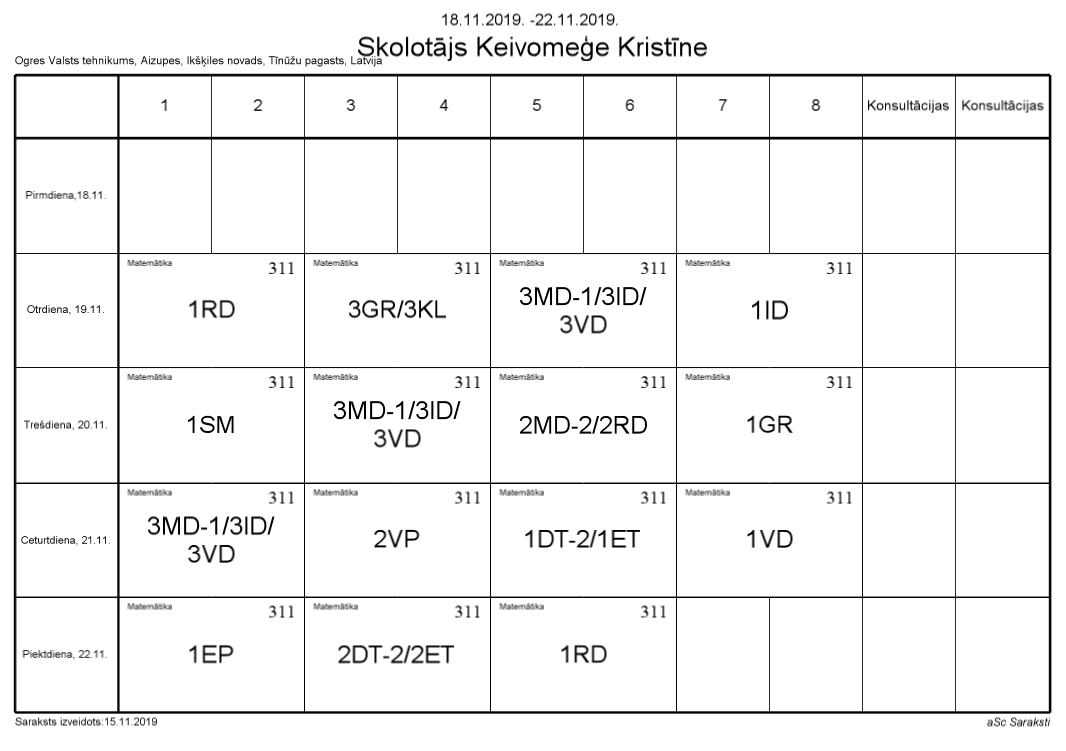 18.11.2019. -22.11.2019.
Skolotājs Keivomeģe Kristīne
Ogres Valsts tehnikums, Aizupes, Ikšķiles novads, Tīnūžu pagasts, Latvija
1 2 3 4 5 6 7 8 Konsultācijas Konsultācijas
Pirmdiena,18.11.
Matemātika 311 Matemātika 311 Matemātika 311 Matemātika 311
Otrdiena, 19.11. 1RD 3GR/3KL 3MD-1/3ID/ 1ID
3VD
Matemātika 311 Matemātika 311 Matemātika 311 Matemātika 311
Trešdiena, 20.11. 1SM 3MD-1/3ID/ 2MD-2/2RD 1GR
3VD
Matemātika 311 Matemātika 311 Matemātika 311 Matemātika 311
Ceturtdiena, 21.11. 3MD-1/3ID/ 2VP 1DT-2/1ET 1VD
3VD
Matemātika 311 Matemātika 311 Matemātika 311
Piektdiena, 22.11. 1EP 2DT-2/2ET 1RD
Saraksts izveidots:15.11.2019 aSc Saraksti